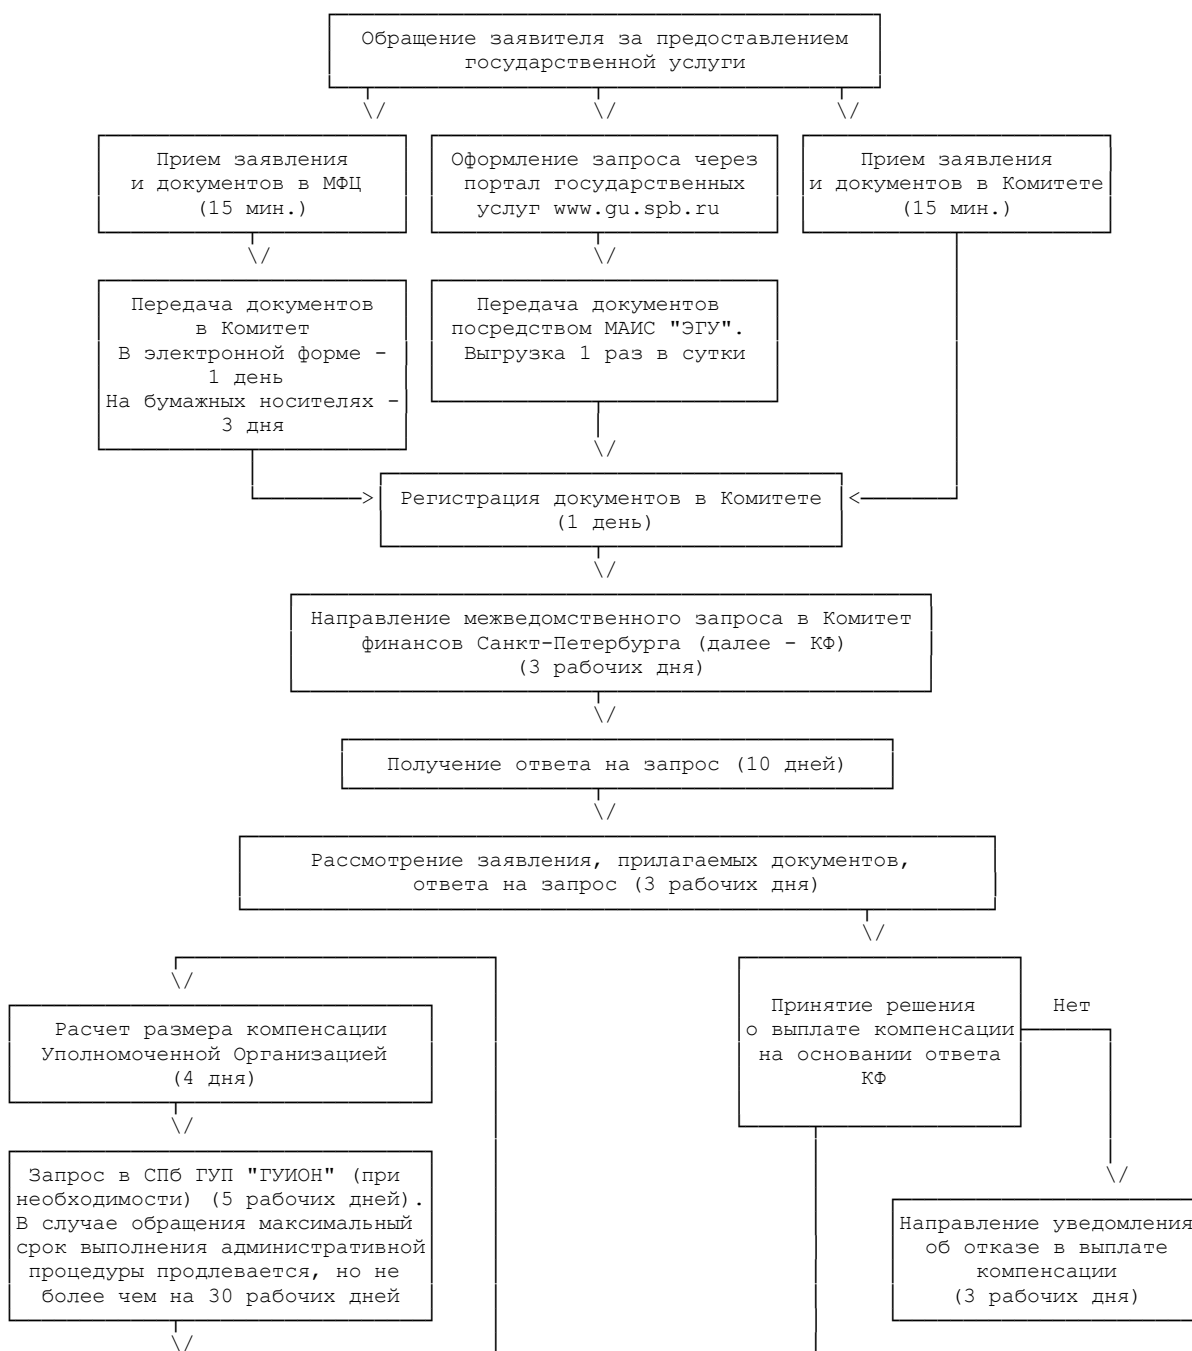 Обращение заявителя за предоставлением
государственной услуги
Прием заявления
и документов в МФЦ
(15 мин.)
Оформление запроса через
портал государственных
услуг www.gu.spb.ru
Прием заявления
и документов в Комитете
(15 мин.)
Передача документов
в Комитет
В электронной форме -
1 день
На бумажных носителях -
3 дня
Передача документов
посредством МАИС "ЭГУ".
Выгрузка 1 раз в сутки
Регистрация документов в Комитете
(1 день)
Направление межведомственного запроса в Комитет
финансов Санкт-Петербурга (далее - КФ)
(3 рабочих дня)
Получение ответа на запрос (10 дней)
Рассмотрение заявления, прилагаемых документов,
ответа на запрос (3 рабочих дня)
Расчет размера компенсации
Уполномоченной Организацией
(4 дня)
Принятие решения
о выплате компенсации
на основании ответа
КФ
Нет
Запрос в СПб ГУП "ГУИОН" (при
необходимости) (5 рабочих дней).
В случае обращения максимальный
срок выполнения административной
процедуры продлевается, но не
более чем на 30 рабочих дней
Направление уведомления
об отказе в выплате
компенсации
(3 рабочих дня)